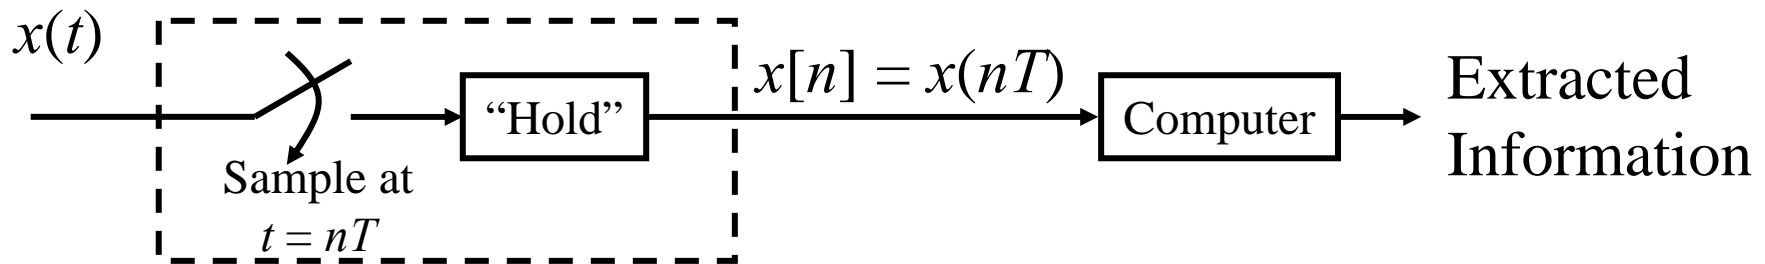 x(t)
Sample at
t = nT
“Hold”
x[n] = x(nT)
Computer
Extracted
Information